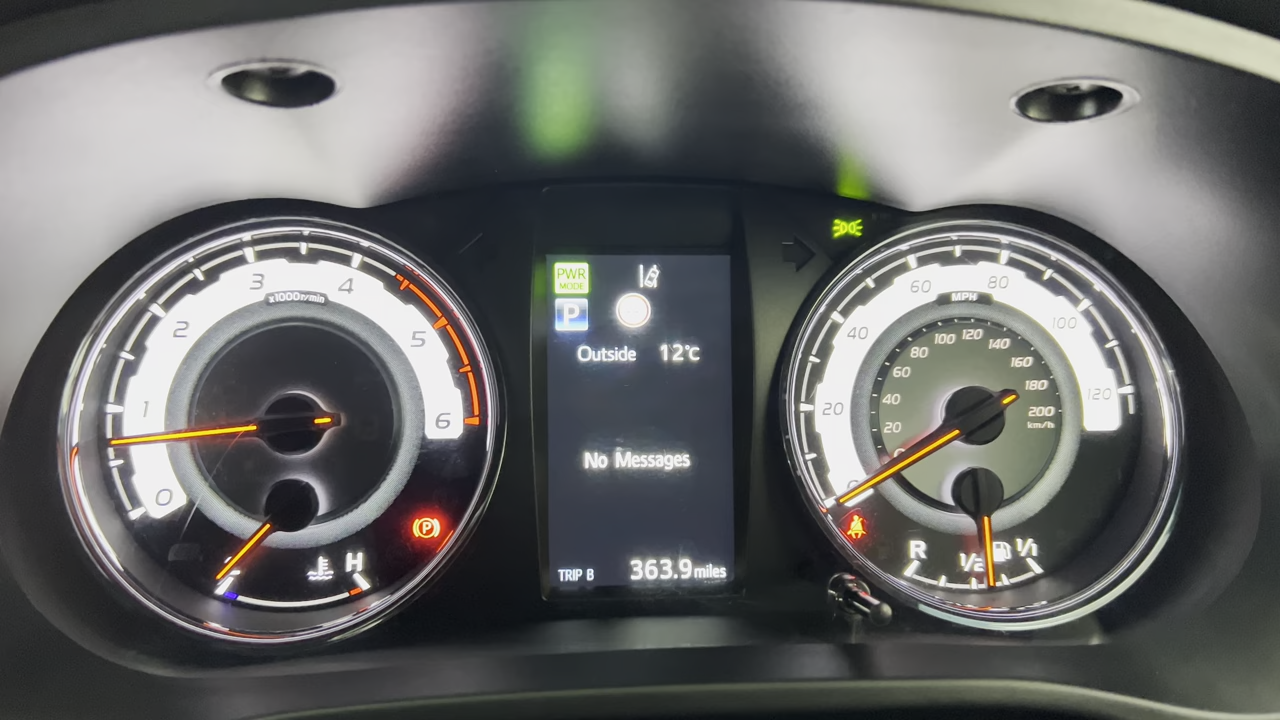 0
1
2
3
4
5
6
x1000r/min
H
P
PWR
MODE
P
Outside 12°C
No Messages
TRIP B 363.9 miles
20
40
60
80
100
120
MPH
20
40
60
80
100
120
140
160
180
200
km/h
R
1/2
1/1